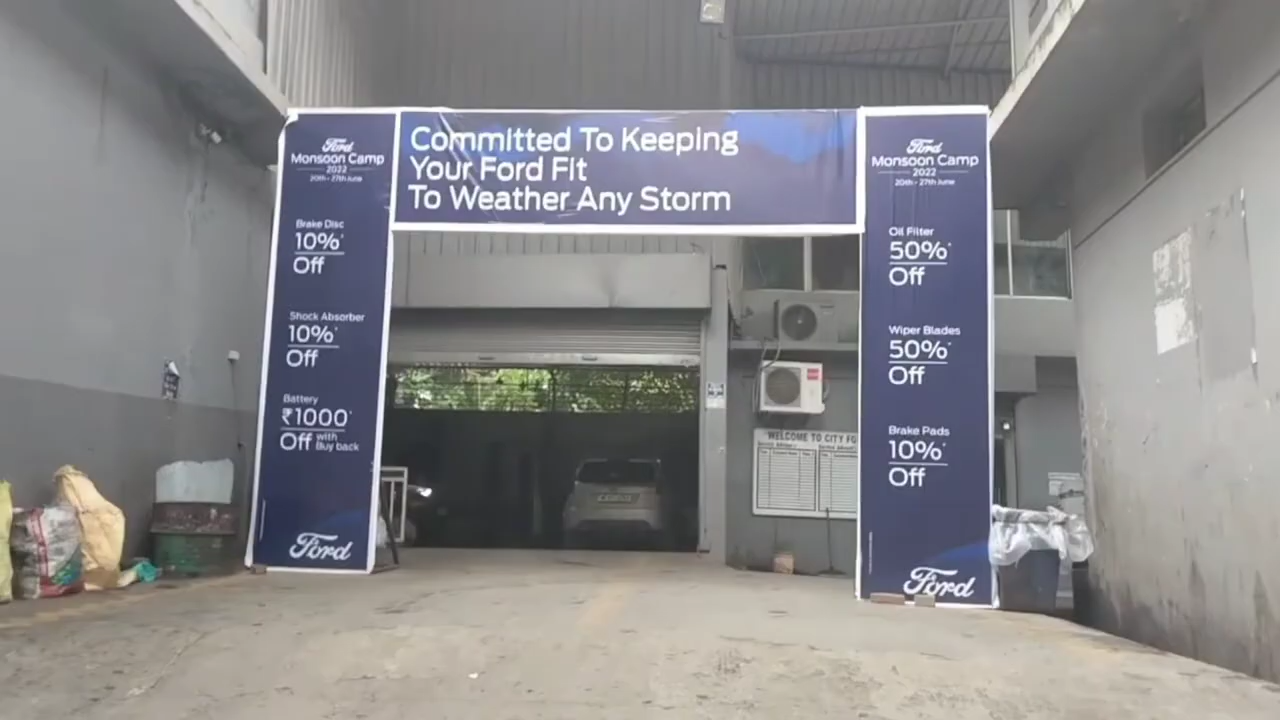 Ford
Monsoon Camp
2022
20th - 27th June
Brake Disc
10%*
Off
Shock Absorber
10%*
Off
Battery
₹1000*
Off with
Buy back
Ford
Committed To Keeping
Your Ford Fit
To Weather Any Storm
Ford
Monsoon Camp
2022
20th - 27th June
Oil Filter
50%*
Off
Wiper Blades
50%*
Off
Brake Pads
10%*
Off
Ford
WELCOME TO CITY FO